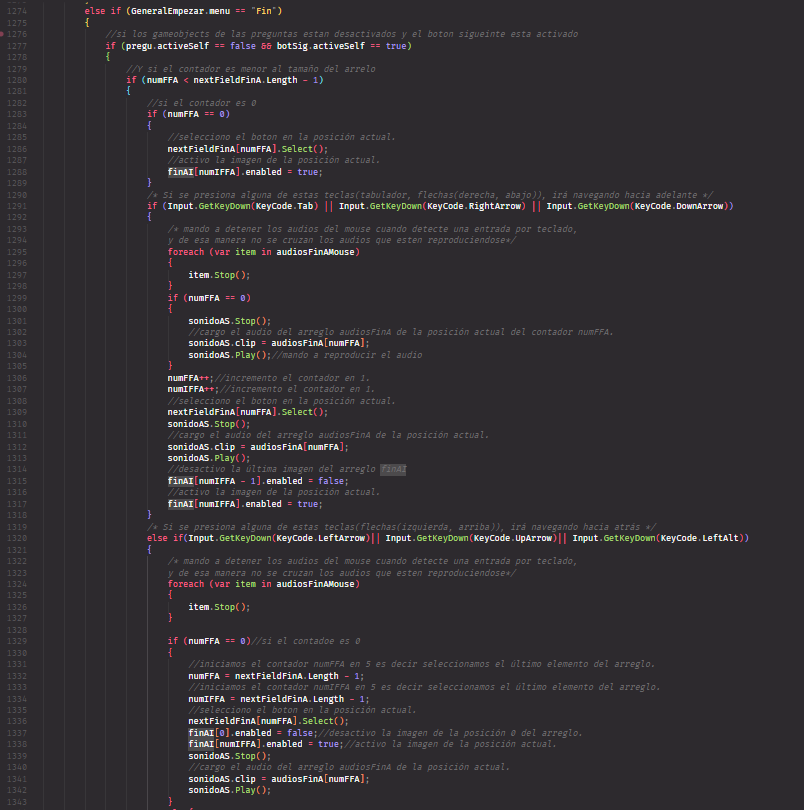 1274 else if (GeneralEmpezar.menu == "Fin")
1275 {
1276 //si los gameobjects de las preguntas estan desactivados y el boton sigueinte esta activado
1277 if (pregu.activeSelf == false && botSig.activeSelf == true)
1278 {
1279 //Y si el contador es menor al tamaño del arrelo
1280 if (numFFA < nextFieldFinA.Length - 1)
1281 {
1282 //si el contador es 0
1283 if (numFFA == 0)
1284 {
1285 //selecciono el boton en la posición actual.
1286 nextFieldFinA[numFFA].Select();
1287 //activo la imagen de la posición actual.
1288 finAI[numIFFA].enabled = true;
1289 }
1290 /* Si se presiona alguna de estas teclas(tabulador, flechas(derecha, abajo)), irá navegando hacia adelante */
1291 if (Input.GetKeyDown(KeyCode.Tab) || Input.GetKeyDown(KeyCode.RightArrow) || Input.GetKeyDown(KeyCode.DownArrow))
1292 {
1293 /* mando a detener los audios del mouse cuando detecte una entrada por teclado,
1294 y de esa manera no se cruzan los audios que esten reproduciendose*/
1295 foreach (var item in audiosFinAMouse)
1296 {
1297 item.Stop();
1298 }
1299 if (numFFA == 0)
1300 {
1301 sonidoAS.Stop();
1302 //cargo el audio del arreglo audiosFinA de la posición actual del contador numFFA.
1303 sonidoAS.clip = audiosFinA[numFFA];
1304 sonidoAS.Play();//mando a reproducir el audio
1305 }
1306 numFFA++;//incremento el contador en 1.
1307 numIFFA++;//incremento el contador en 1.
1308 //selecciono el boton en la posición actual.
1309 nextFieldFinA[numFFA].Select();
1310 sonidoAS.Stop();
1311 //cargo el audio del arreglo audiosFinA de la posición actual.
1312 sonidoAS.clip = audiosFinA[numFFA];
1313 sonidoAS.Play();
1314 //desactivo la última imagen del arreglo finAI
1315 finAI[numIFFA - 1].enabled = false;
1316 //activo la imagen de la posición actual.
1317 finAI[numIFFA].enabled = true;
1318 }
1319 /* Si se presiona alguna de estas teclas(flechas(izquierda, arriba)), irá navegando hacia atrás */
1320 else if(Input.GetKeyDown(KeyCode.LeftArrow)|| Input.GetKeyDown(KeyCode.UpArrow)|| Input.GetKeyDown(KeyCode.LeftAlt))
1321 {
1322 /* mando a detener los audios del mouse cuando detecte una entrada por teclado,
1323 y de esa manera no se cruzan los audios que esten reproduciendose*/
1324 foreach (var item in audiosFinAMouse)
1325 {
1326 item.Stop();
1327 }
1328
1329 if (numFFA == 0)//si el contadoe es 0
1330 {
1331 //iniciamos el contador numFFA en 5 es decir seleccionamos el último elemento del arreglo.
1332 numFFA = nextFieldFinA.Length - 1;
1333 //iniciamos el contador numIFFA en 5 es decir seleccionamos el último elemento del arreglo.
1334 numIFFA = nextFieldFinA.Length - 1;
1335 //selecciono el boton en la posición actual.
1336 nextFieldFinA[numFFA].Select();
1337 finAI[0].enabled = false;//desactivo la imagen de la posición 0 del arreglo.
1338 finAI[numIFFA].enabled = true;//activo la imagen de la posición actual.
1339 sonidoAS.Stop();
1340 //cargo el audio del arreglo audiosFinA de la posición actual.
1341 sonidoAS.clip = audiosFinA[numFFA];
1342 sonidoAS.Play();
1343 }